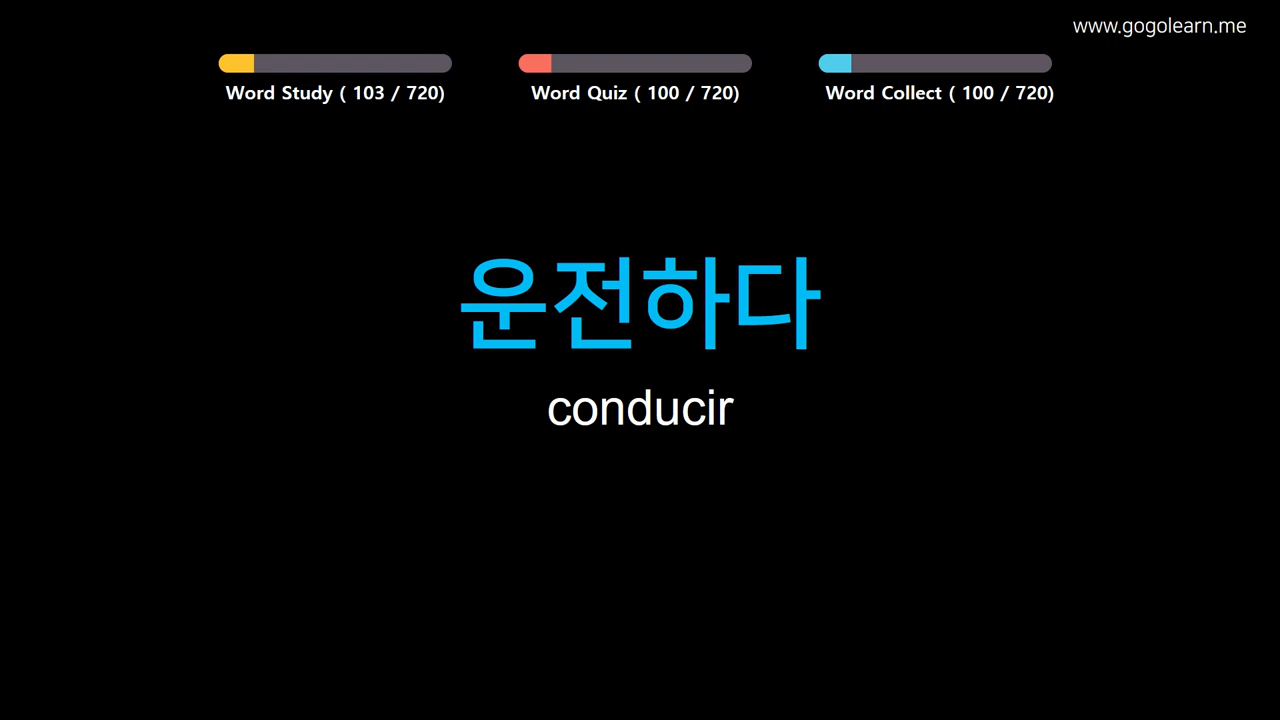 www.gogolearn.me
Word Study ( 103 / 720)
Word Quiz ( 100 / 720)
Word Collect ( 100 / 720)
운전하다
conducir